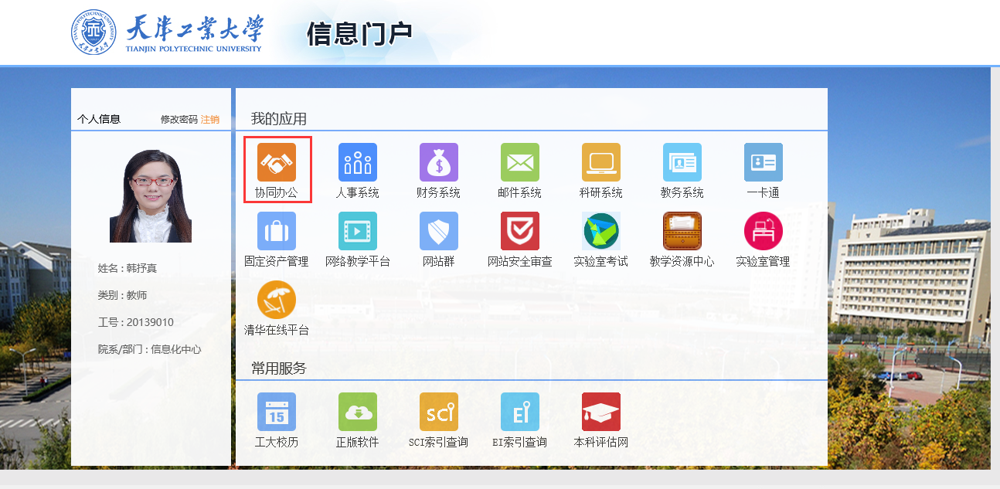 天津工業大學
TIANJIN POLYTECHNIC UNIVERSITY
信息门户
个人信息 修改密码 注销
姓名 : 韩抒真
类别 : 教师
工号 : 20139010
院系/部门 : 信息化中心
我的应用
协同办公 人事系统 财务系统 邮件系统 科研系统 教务系统 一卡通
固定资产管理 网络教学平台 网站群 网站安全审查 实验室考试 教学资源中心 实验室管理
清华在线平台
常用服务
15 sci EI
工大校历 正版软件 SCI索引查询 EI索引查询 本科评估网